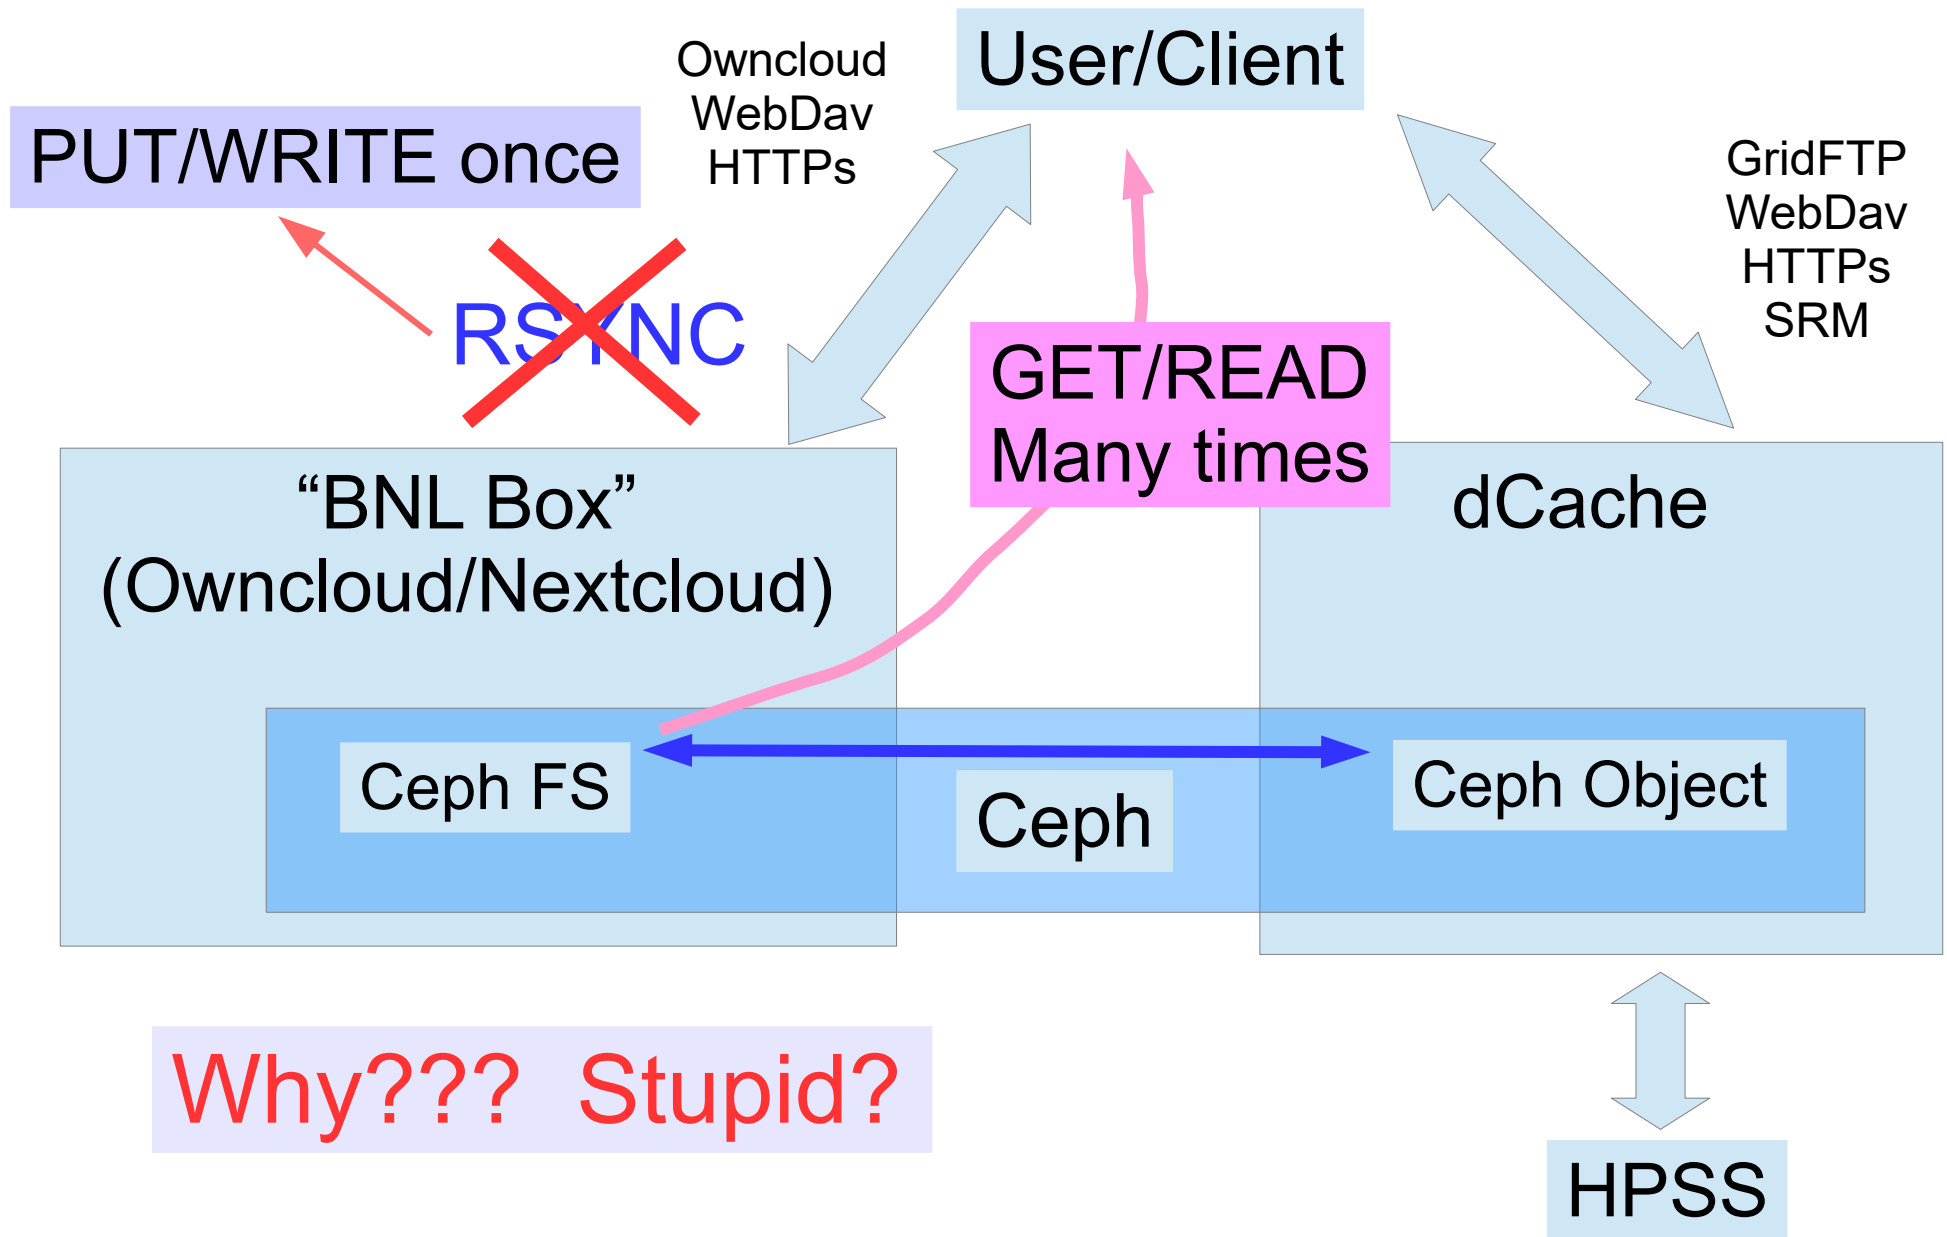 User/Client
Owncloud
WebDav
HTTPs
PUT/WRITE once
GridFTP
WebDav
HTTPs
SRM
RSYNC
GET/READ
Many times
“BNL Box”
(Owncloud/Nextcloud)
dCache
Ceph FS
Ceph
Ceph Object
Why??? Stupid?
HPSS